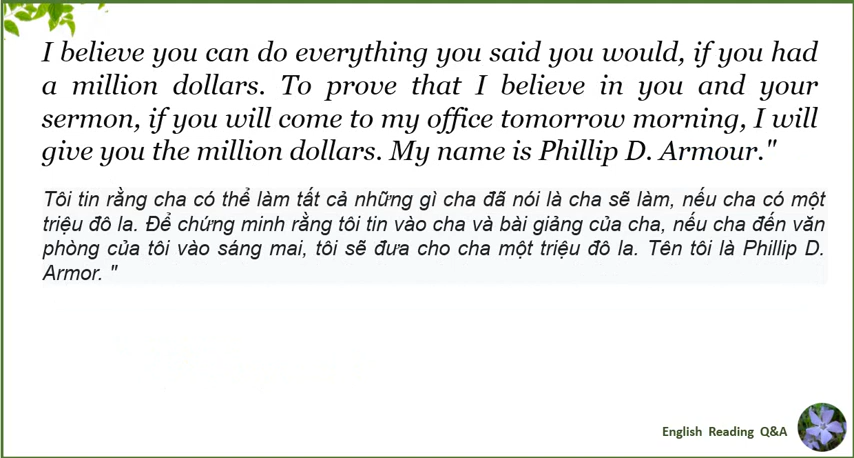 I believe you can do everything you said you would, if you had
a million dollars. To prove that I believe in you and your
sermon, if you will come to my office tomorrow morning, I will
give you the million dollars. My name is Phillip D. Armour."
Tôi tin rằng cha có thể làm tất cả những gì cha đã nói là cha sẽ làm, nếu cha có một
triệu đô la. Để chứng minh rằng tôi tin vào cha và bài giảng của cha, nếu cha đến văn
phòng của tôi vào sáng mai, tôi sẽ đưa cho cha một triệu đô la. Tên tôi là Phillip D.
Armor. "
English Reading Q&A